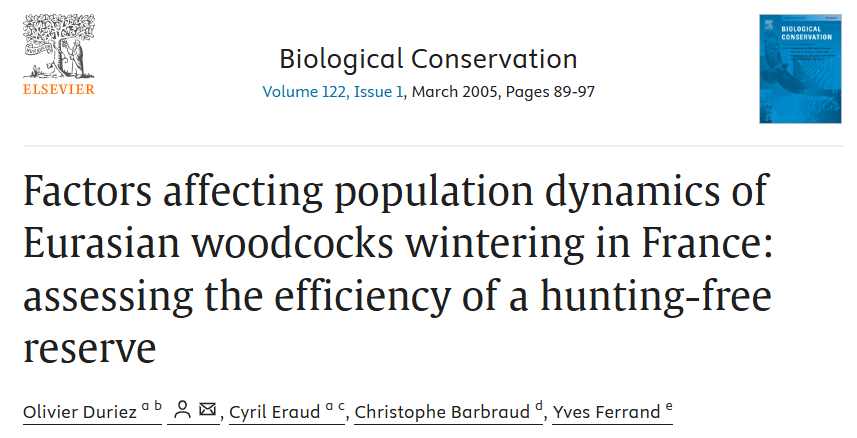 ELSEVIER
Biological Conservation
Volume 122, Issue 1, March 2005, Pages 89-97
BIOLOGICAL
CONSERVATION
Factors affecting population dynamics of
Eurasian woodcocks wintering in France:
assessing the efficiency of a hunting-free
reserve
Olivier Duriez a b, Cyril Eraud a c, Christophe Barbraud d, Yves Ferrand e